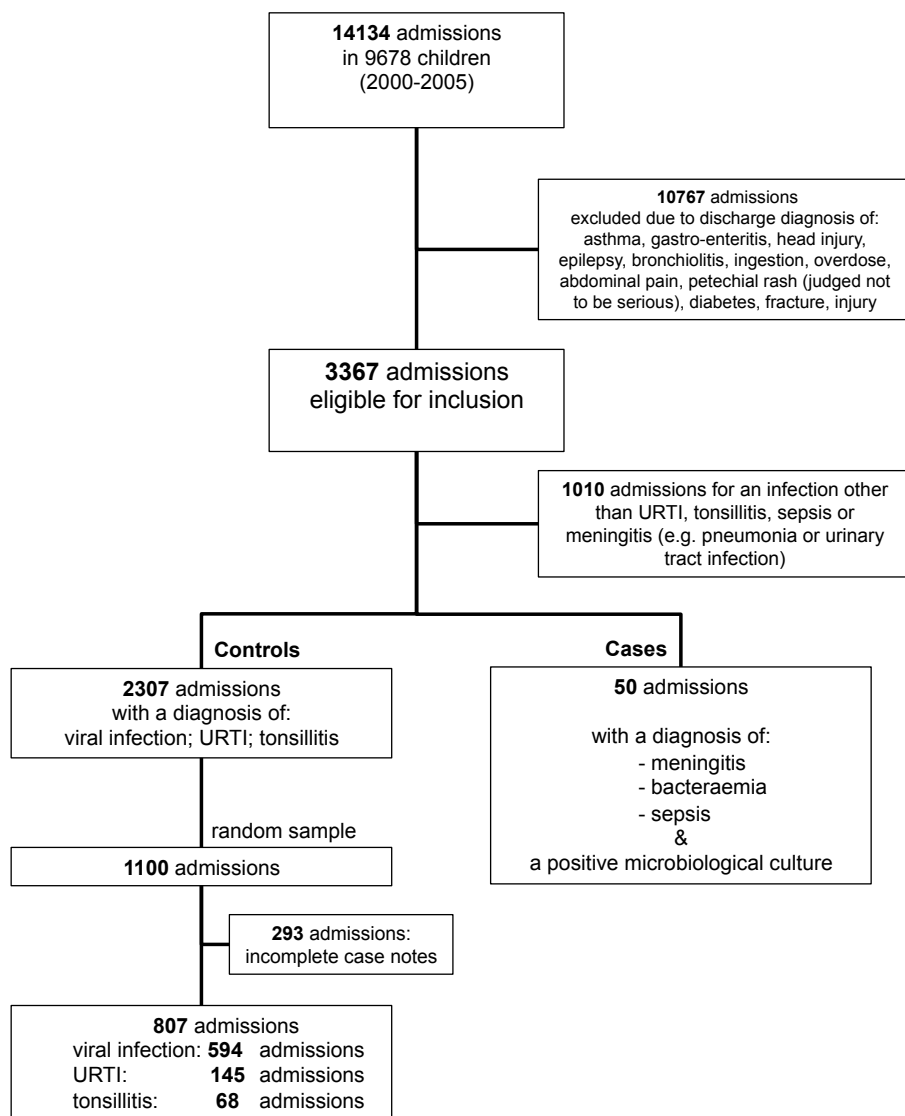 14134 admissions
in 9678 children
(2000-2005)
10767 admissions
excluded due to discharge diagnosis of:
asthma, gastro-enteritis, head injury,
epilepsy, bronchiolitis, ingestion, overdose,
abdominal pain, petechial rash (judged not
to be serious), diabetes, fracture, injury
3367 admissions
eligible for inclusion
1010 admissions for an infection other
than URTI, tonsillitis, sepsis or
meningitis (e.g. pneumonia or urinary
tract infection)
Controls
2307 admissions
with a diagnosis of:
viral infection; URTI; tonsillitis
random sample
1100 admissions
293 admissions:
incomplete case notes
807 admissions
viral infection: 594 admissions
URTI: 145 admissions
tonsillitis: 68 admissions
Cases
50 admissions
with a diagnosis of:
- meningitis
- bacteraemia
- sepsis
&
a positive microbiological culture